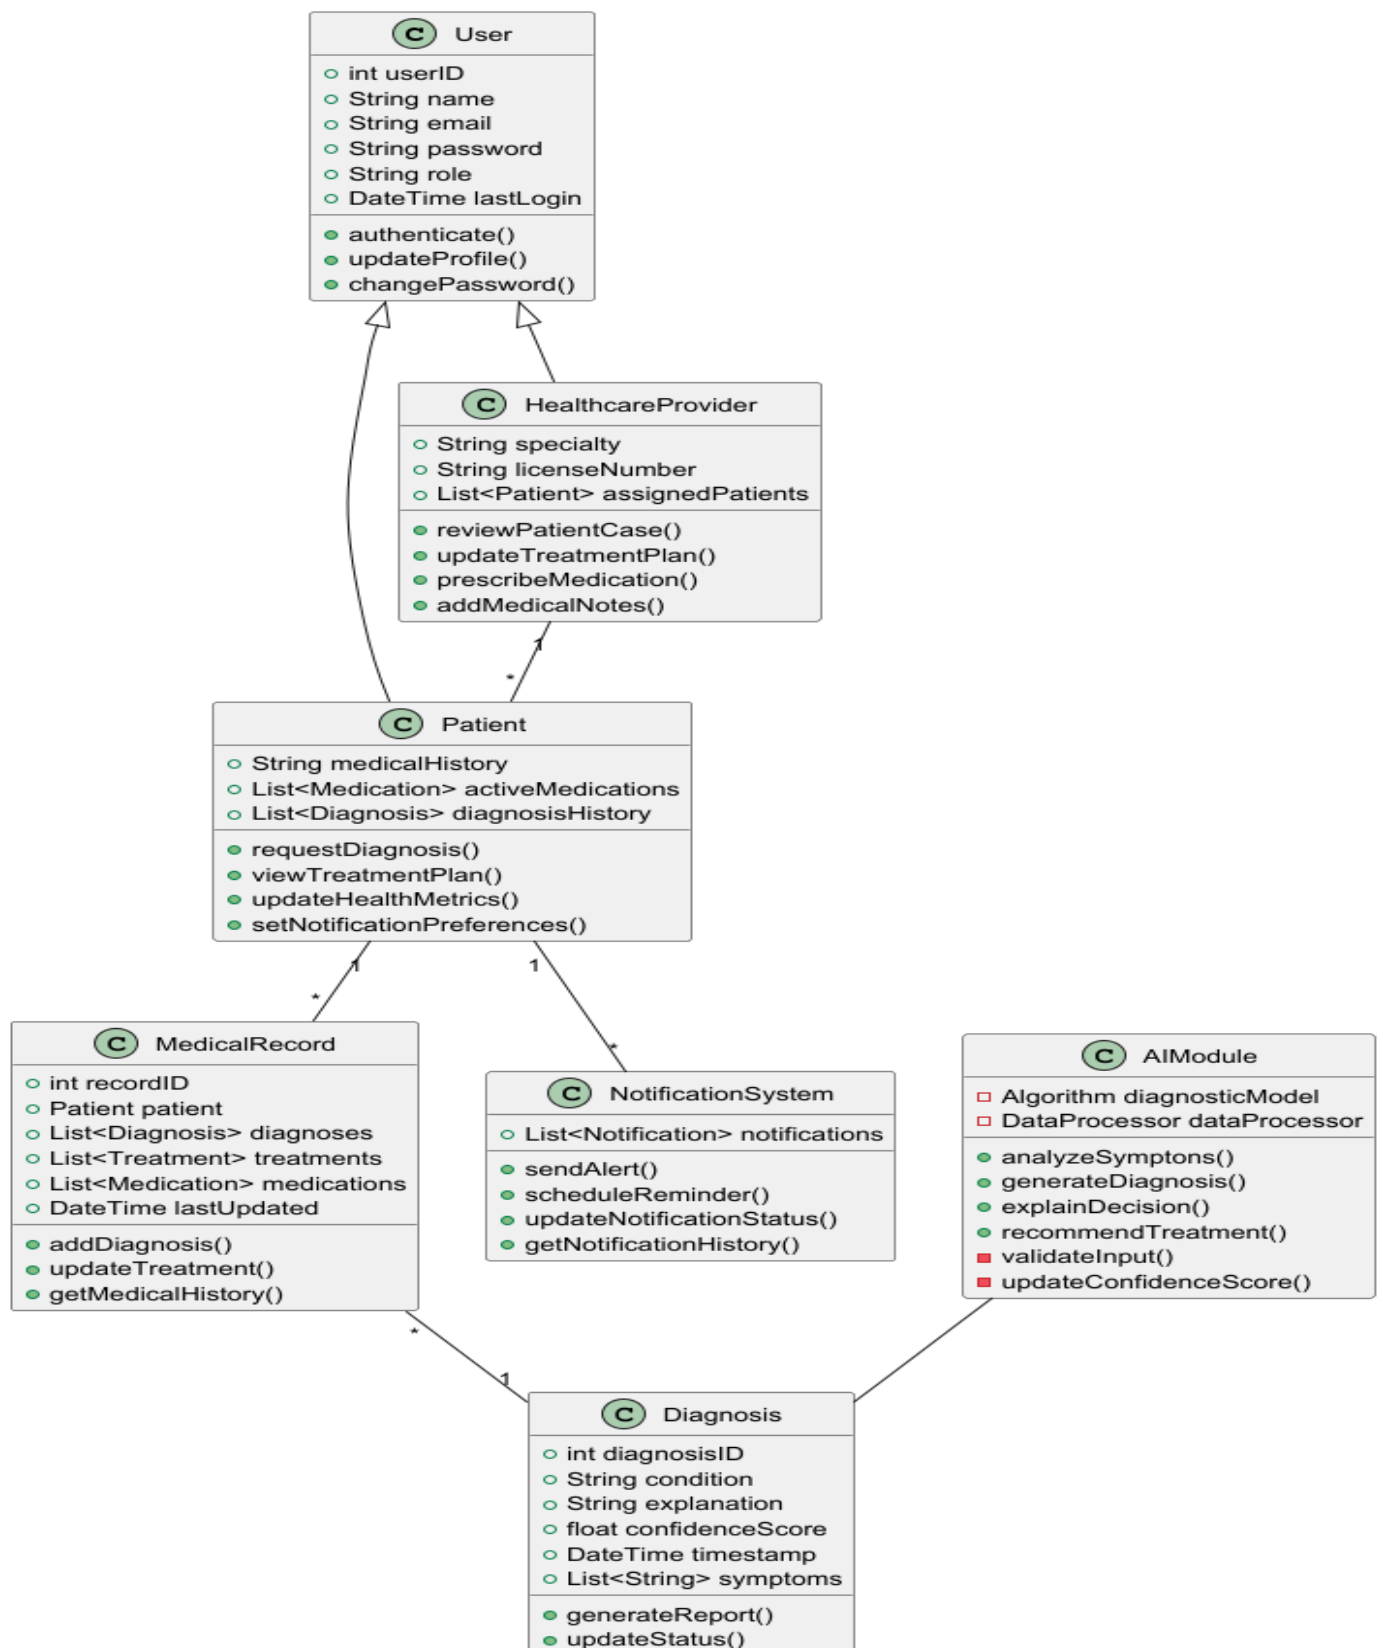 C User
int userID
String name
String email
String password
String role
DateTime lastLogin
authenticate()
updateProfile()
changePassword()
C HealthcareProvider
String specialty
String licenseNumber
List<Patient> assignedPatients
reviewPatientCase()
updateTreatmentPlan()
prescribeMedication()
addMedicalNotes()
1
*
C Patient
String medicalHistory
List<Medication> activeMedications
List<Diagnosis> diagnosisHistory
requestDiagnosis()
viewTreatmentPlan()
updateHealthMetrics()
setNotificationPreferences()
1
*
1
*
C MedicalRecord
int recordID
Patient patient
List<Diagnosis> diagnoses
List<Treatment> treatments
List<Medication> medications
DateTime lastUpdated
addDiagnosis()
updateTreatment()
getMedicalHistory()
C NotificationSystem
List<Notification> notifications
sendAlert()
scheduleReminder()
updateNotificationStatus()
getNotificationHistory()
C AIModule
Algorithm diagnosticModel
DataProcessor dataProcessor
analyzeSymptons()
generateDiagnosis()
explainDecision()
recommendTreatment()
validateInput()
updateConfidenceScore()
*
1
C Diagnosis
int diagnosisID
String condition
String explanation
float confidenceScore
DateTime timestamp
List<String> symptoms
generateReport()
updateStatus()